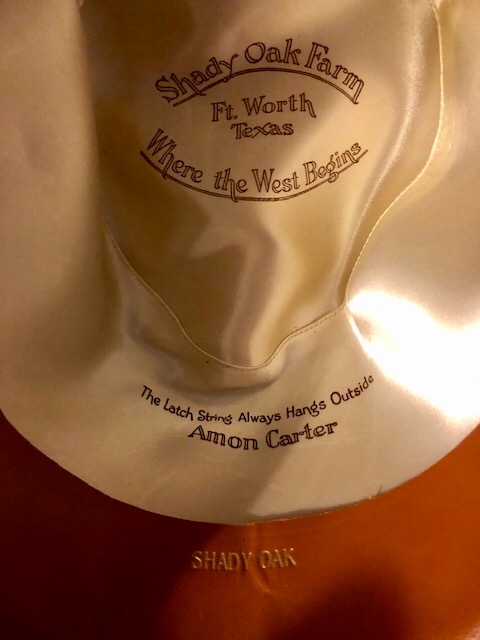 Shady Oak Farm
Ft. Worth
Texas
Where the West Begins
The Latch String Always Hangs Outside
Amon Carter
SHADY OAK